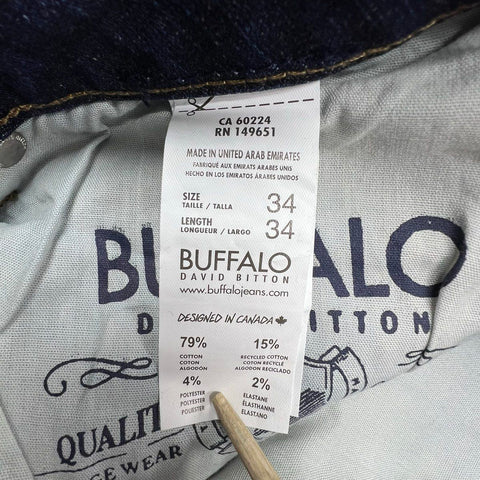 CA 60224
RN 149651
MADE IN UNITED ARAB EMIRATES
FABRIQUÉ AUX EMIRATS ARABES UNIS
HECHO EN LOS EMIRATOS ÁRABES UNIDOS
SIZE
TAILLE / TALLA
34
LENGTH
LONGUEUR / LARGO
34
BUFFALO
DAVID BITTON
www.buffalojeans.com
DESIGNED IN CANADA
79% 15%
COTTON RECYCLED COTTON
COTON COTON RECYCLÉ
ALGODÓN ALGODÓN RECICLADO
4% 2%
POLYESTER ELASTANE
POLYESTER ÉLASTHANNE
POLIÉSTER ELASTANO
BU ALO
D ITTON
QUALIT
GE WEAR